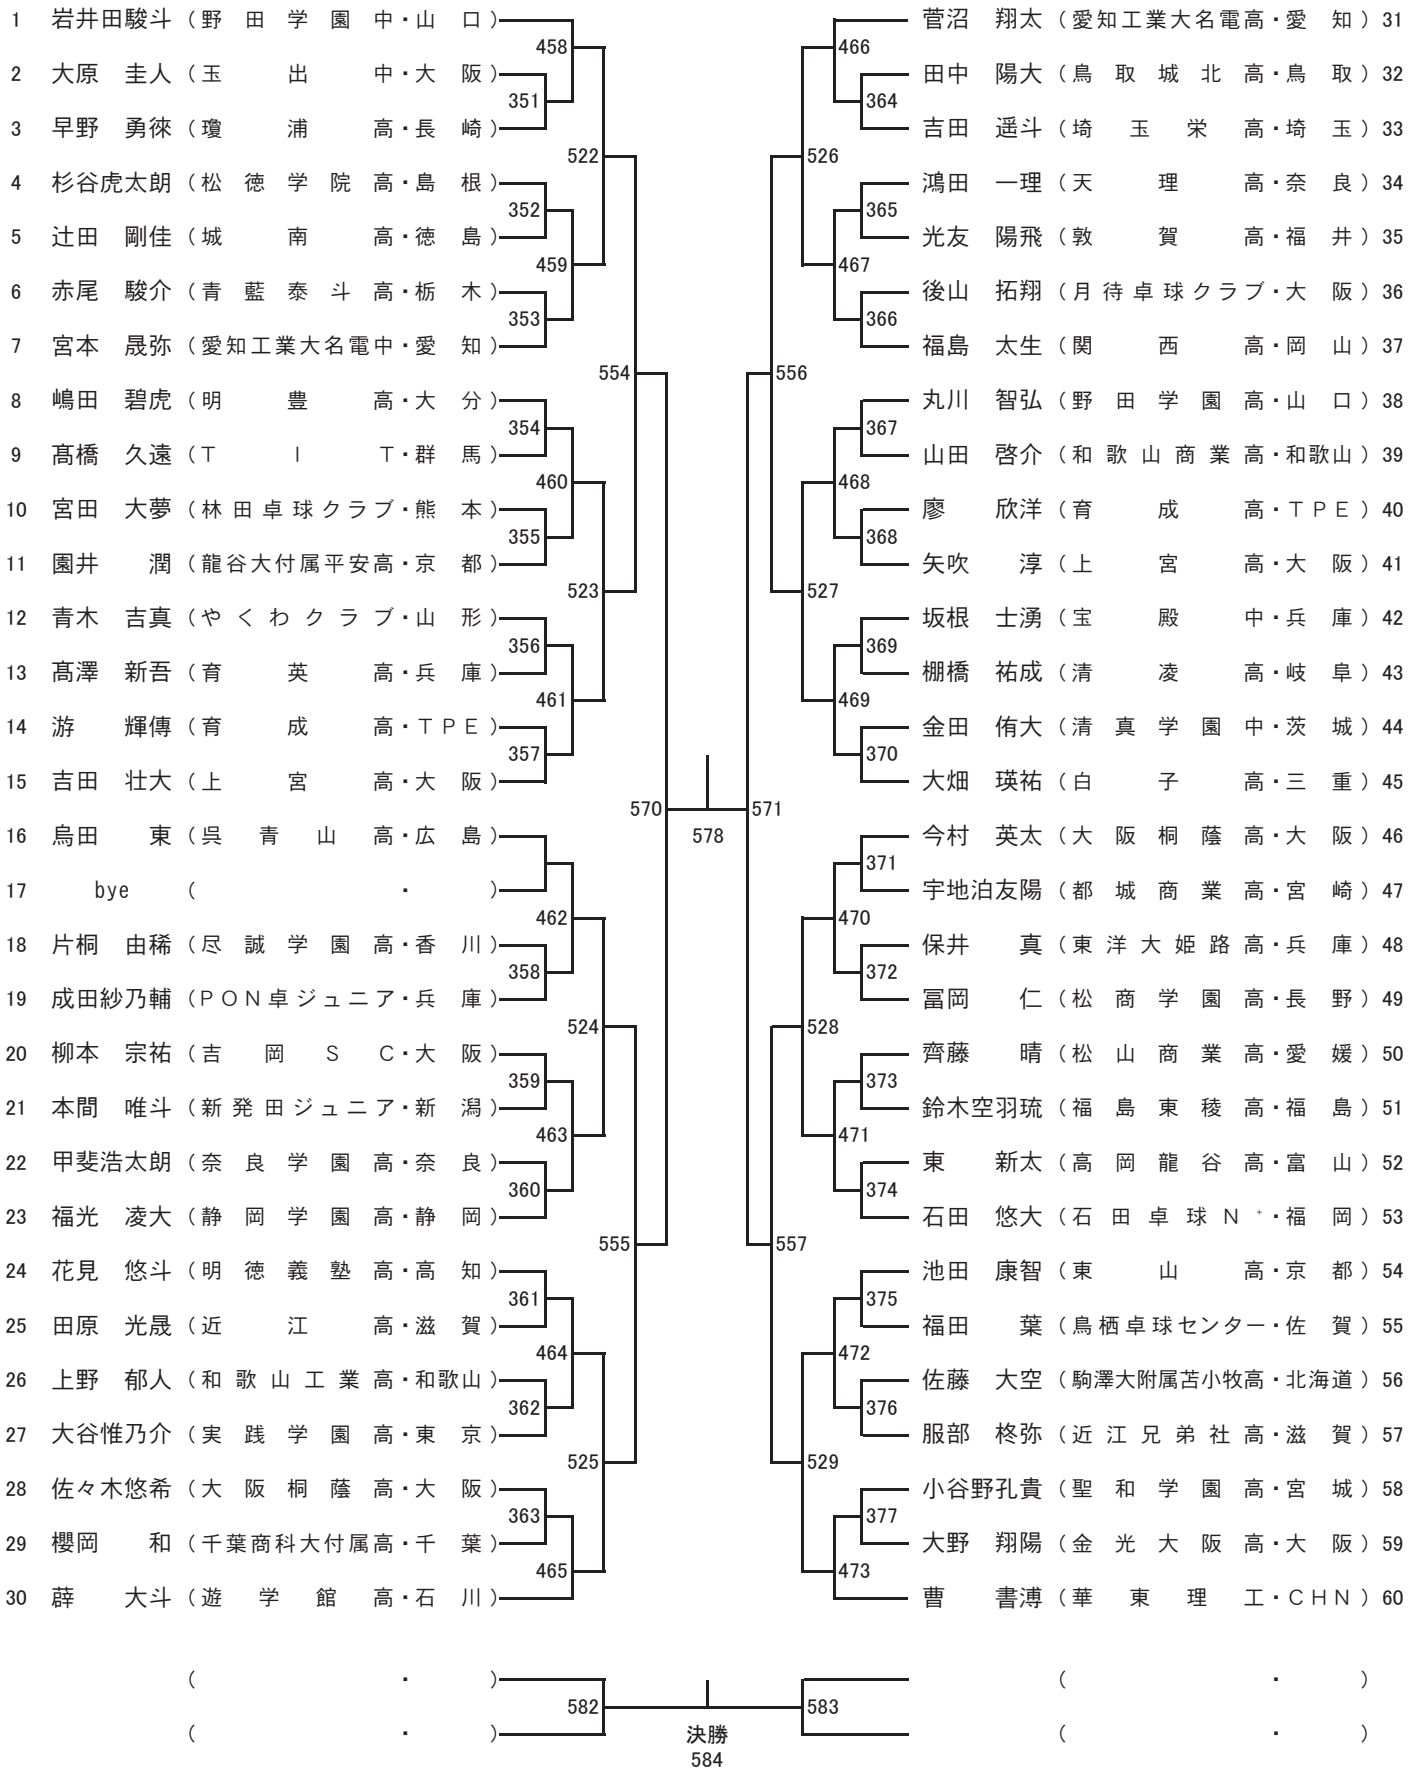 1 岩井田駿斗 (野田学園中・山口)
2 大原 圭人 (玉出中・大阪)
3 早野 勇徠 (瓊浦高・長崎)
4 杉谷虎太朗 (松徳学院高・島根)
5 辻田 剛佳 (城南高・徳島)
6 赤尾 駿介 (青藍泰斗高・栃木)
7 宮本 晟弥 (愛知工業大名電中・愛知)
8 嶋田 碧虎 (明豊高・大分)
9 髙橋 久遠 (TIT・群馬)
10 宮田 大夢 (林田卓球クラブ・熊本)
11 園井 潤 (龍谷大付属平安高・京都)
12 青木 吉真 (やくわクラブ・山形)
13 髙澤 新吾 (育英高・兵庫)
14 游 輝傳 (育成高・TPE)
15 吉田 壮大 (上宮高・大阪)
16 烏田 東 (呉青山高・広島)
17 bye ( ・ )
18 片桐 由稀 (尽誠学園高・香川)
19 成田紗乃輔 (PON卓ジュニア・兵庫)
20 柳本 宗祐 (吉岡SC・大阪)
21 本間 唯斗 (新発田ジュニア・新潟)
22 甲斐浩太朗 (奈良学園高・奈良)
23 福光 凌大 (静岡学園高・静岡)
24 花見 悠斗 (明徳義塾高・高知)
25 田原 光晟 (近江高・滋賀)
26 上野 郁人 (和歌山工業高・和歌山)
27 大谷惟乃介 (実践学園高・東京)
28 佐々木悠希 (大阪桐蔭高・大阪)
29 櫻岡 和 (千葉商科大付属高・千葉)
30 薜 大斗 (遊学館高・石川)
458
351
522
352
459
353
554
354
460
355
523
356
461
357
570
462
358
524
359
463
360
555
361
464
362
525
363
465
578
466
364
526
365
467
366
556
367
468
368
527
369
469
370
571
371
470
372
528
373
471
374
557
375
472
376
529
377
473
菅沼 翔太 (愛知工業大名電高・愛知) 31
田中 陽大 (鳥取城北高・鳥取) 32
吉田 遥斗 (埼玉栄高・埼玉) 33
鴻田 一理 (天理高・奈良) 34
光友 陽飛 (敦賀高・福井) 35
後山 拓翔 (月待卓球クラブ・大阪) 36
福島 太生 (関西高・岡山) 37
丸川 智弘 (野田学園高・山口) 38
山田 啓介 (和歌山商業高・和歌山) 39
廖 欣洋 (育成高・TPE) 40
矢吹 淳 (上宮高・大阪) 41
坂根 士湧 (宝殿中・兵庫) 42
棚橋 祐成 (清凌高・岐阜) 43
金田 侑大 (清真学園中・茨城) 44
大畑 瑛祐 (白子高・三重) 45
今村 英太 (大阪桐蔭高・大阪) 46
宇地泊友陽 (都城商業高・宮崎) 47
保井 真 (東洋大姫路高・兵庫) 48
冨岡 仁 (松商学園高・長野) 49
齊藤 晴 (松山商業高・愛媛) 50
鈴木空羽琉 (福島東稜高・福島) 51
東 新太 (高岡龍谷高・富山) 52
石田 悠大 (石田卓球N⁺・福岡) 53
池田 康智 (東山高・京都) 54
福田 葉 (鳥栖卓球センター・佐賀) 55
佐藤 大空 (駒澤大附属苫小牧高・北海道) 56
服部 柊弥 (近江兄弟社高・滋賀) 57
小谷野孔貴 (聖和学園高・宮城) 58
大野 翔陽 (金光大阪高・大阪) 59
曹 書溥 (華東理工・CHN) 60
( ・ ) ( ・ )
582 583
( ・ ) 決勝 ( ・ )
584